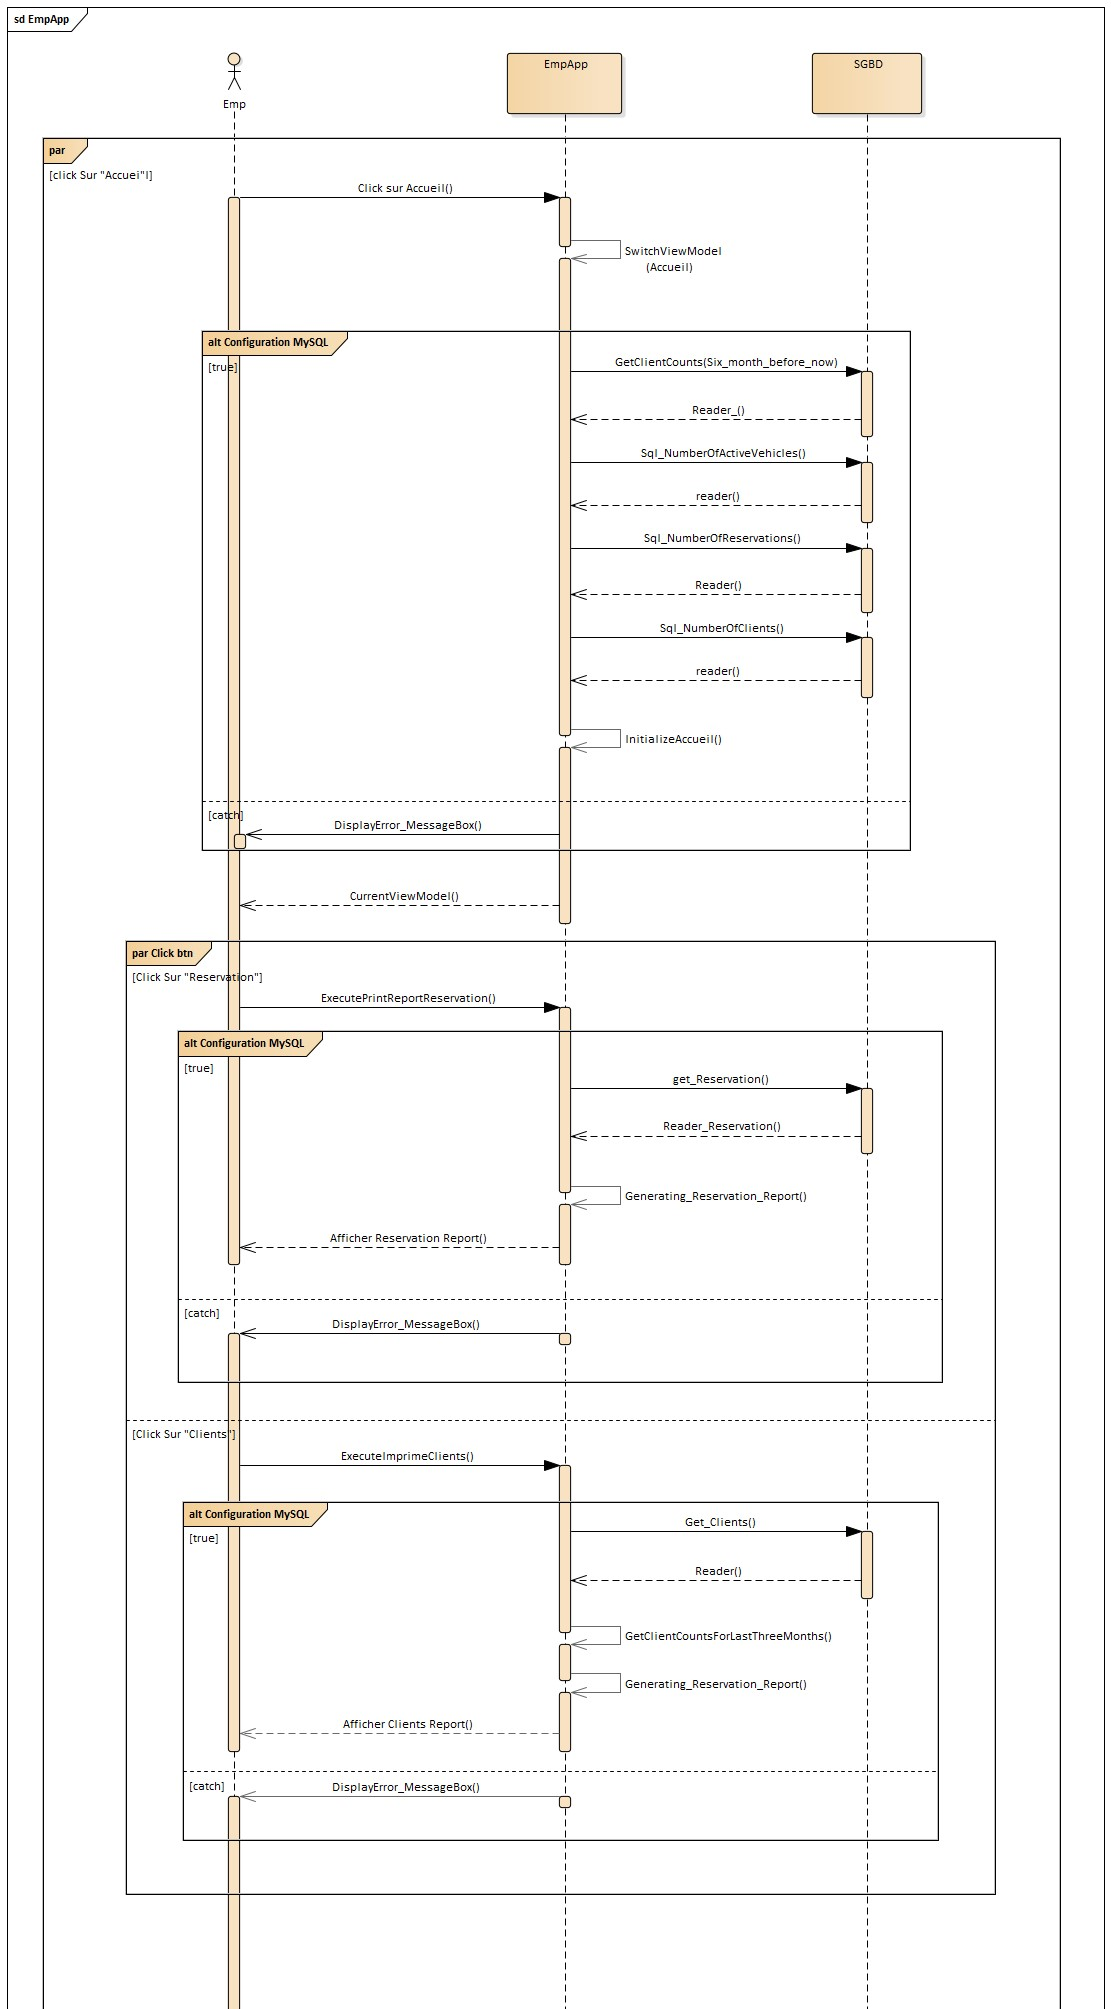 sd EmpApp
Emp
EmpApp
SGBD
par
[click Sur "Accuei"l]
Click sur Accueil()
SwitchViewModel
(Accueil)
alt Configuration MySQL
[true]
GetClientCounts(Six_month_before_now)
Reader_()
Sql_NumberOfActiveVehicles()
reader()
Sql_NumberOfReservations()
Reader()
Sql_NumberOfClients()
reader()
InitializeAccueil()
[catch]
DisplayError_MessageBox()
CurrentViewModel()
par Click btn
[Click Sur "Reservation"]
ExecutePrintReportReservation()
alt Configuration MySQL
[true]
get_Reservation()
Reader_Reservation()
Generating_Reservation_Report()
Afficher Reservation Report()
[catch]
DisplayError_MessageBox()
[Click Sur "Clients"]
ExecuteImprimeClients()
alt Configuration MySQL
[true]
Get_Clients()
Reader()
GetClientCountsForLastThreeMonths()
Generating_Reservation_Report()
Afficher Clients Report()
[catch]
DisplayError_MessageBox()